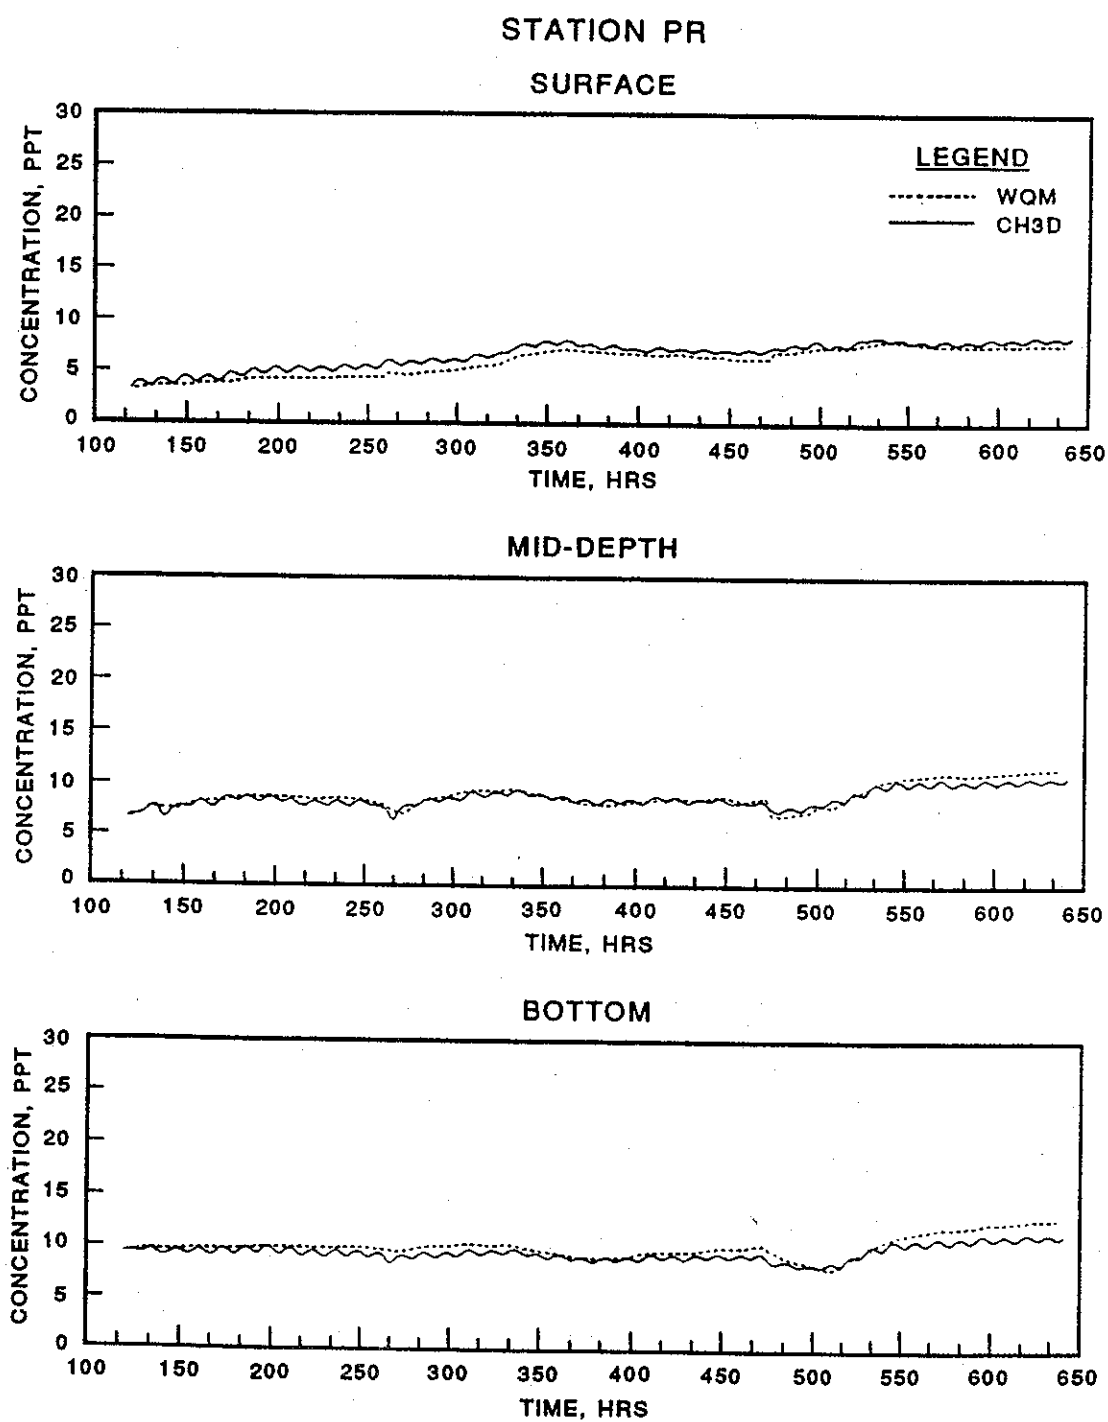 STATION PR
SURFACE
30
25
20
15
10
5
0
CONCENTRATION, PPT
LEGEND
WQM
CH3D
100 150 200 250 300 350 400 450 500 550 600 650
TIME, HRS
MID-DEPTH
30
25
20
15
10
5
0
CONCENTRATION, PPT
100 150 200 250 300 350 400 450 500 550 600 650
TIME, HRS
BOTTOM
30
25
20
15
10
5
0
CONCENTRATION, PPT
100 150 200 250 300 350 400 450 500 550 600 650
TIME, HRS